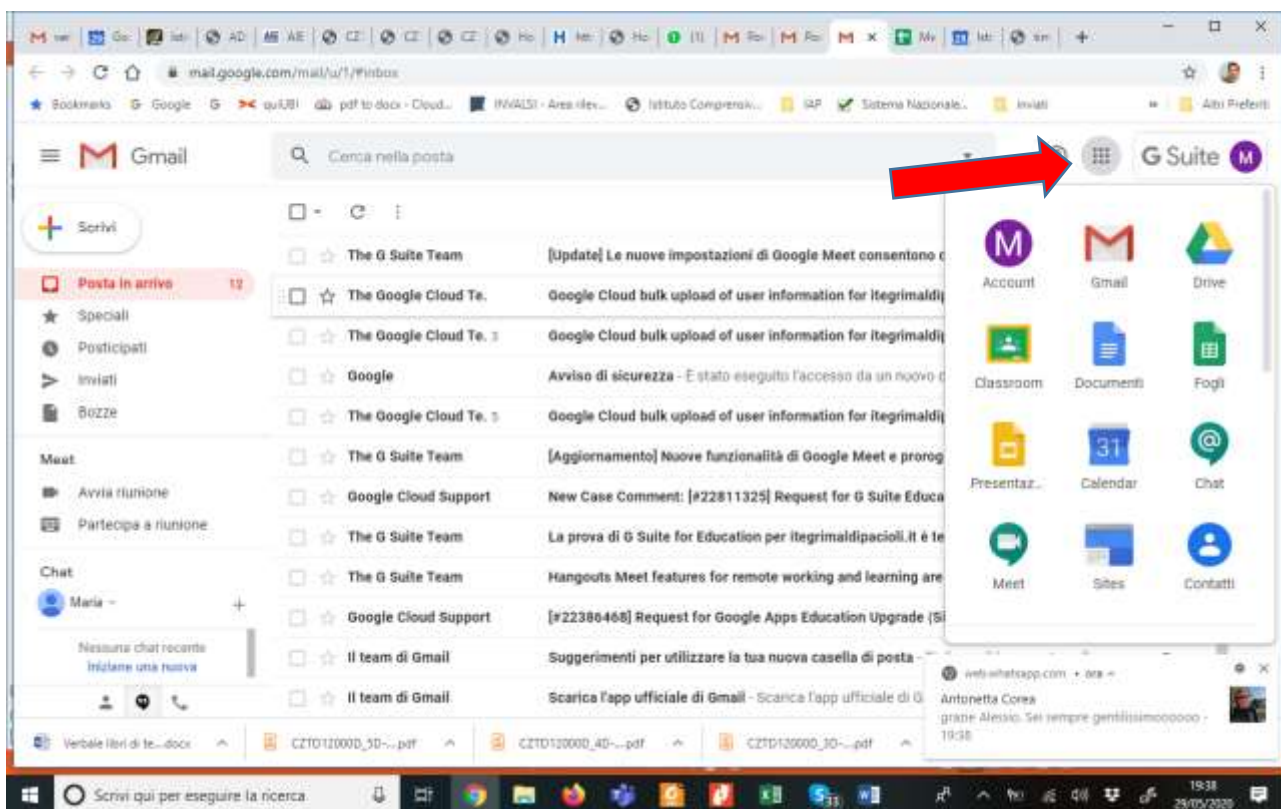 mail.google.com/mail/u/1/#inbox
Bookmarks G Google G quiUBI pdf to docx - Cloud... INVALSI - Area rilev... Istituto Comprensiv... IAP Sistema Nazionale... inviati Altri Preferiti
Gmail
Cerca nella posta
G Suite M
Scrivi
Posta in arrivo 12
Speciali
Posticipati
Inviati
Bozze
Meet
Avvia riunione
Partecipa a riunione
Chat
Maria
Nessuna chat recente
Iniziane una nuova
The G Suite Team [Update] Le nuove impostazioni di Google Meet consentono
The Google Cloud Te. Google Cloud bulk upload of user information for itegrimaldi
The Google Cloud Te. 3 Google Cloud bulk upload of user information for itegrimaldi
Google Avviso di sicurezza - È stato eseguito l'accesso da un nuovo
The Google Cloud Te. 5 Google Cloud bulk upload of user information for itegrimaldi
The G Suite Team [Aggiornamento] Nuove funzionalità di Google Meet e prorog
Google Cloud Support New Case Comment: [#22811325] Request for G Suite Educa
The G Suite Team La prova di G Suite for Education per itegrimaldipacioli.it è te
The G Suite Team Hangouts Meet features for remote working and learning are
Google Cloud Support [#22386468] Request for Google Apps Education Upgrade (Si
Il team di Gmail Suggerimenti per utilizzare la tua nuova casella di posta -
Il team di Gmail Scarica l'app ufficiale di Gmail - Scarica l'app ufficiale di G
M
Account Gmail Drive
Classroom Documenti Fogli
31
Presentaz... Calendar Chat
Meet Sites Contatti
web.whatsapp.com • ora
Antonetta Corea
grazie Alessio. Sei sempre gentilissimoooooo -
19:38
Verbale libri di te...docx CZTD12000D_5D-...pdf CZTD12000D_4D-...pdf CZTD12000D_3D-...pdf
Scrivi qui per eseguire la ricerca
19:38
25/05/2020